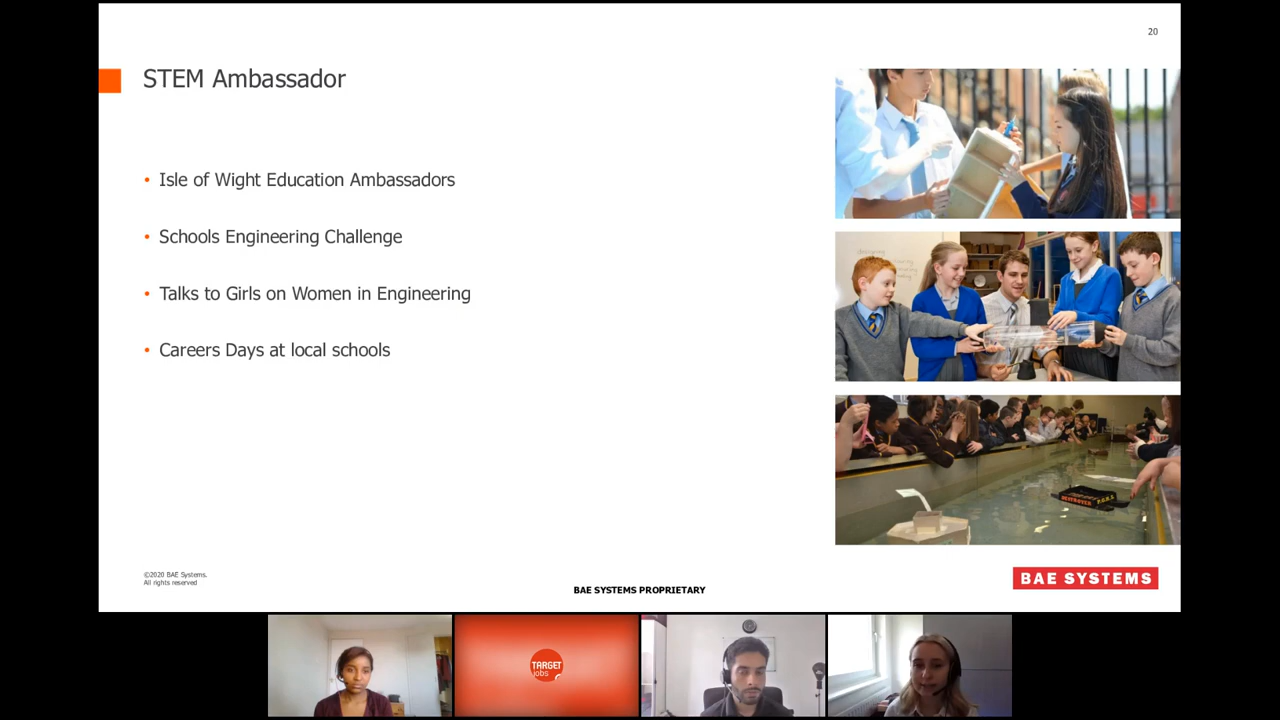 20
STEM Ambassador
• Isle of Wight Education Ambassadors
• Schools Engineering Challenge
• Talks to Girls on Women in Engineering
• Careers Days at local schools
DESTROYER
©2020 BAE Systems.
All rights reserved
BAE SYSTEMS PROPRIETARY
BAE SYSTEMS
TARGET
jobs